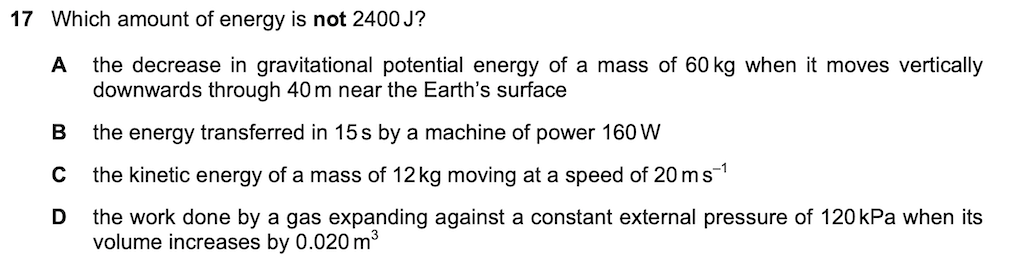 17 Which amount of energy is not 2400 J?
A the decrease in gravitational potential energy of a mass of 60 kg when it moves vertically
downwards through 40 m near the Earth's surface
B the energy transferred in 15 s by a machine of power 160 W
C the kinetic energy of a mass of 12 kg moving at a speed of 20 m s⁻¹
D the work done by a gas expanding against a constant external pressure of 120 kPa when its
volume increases by 0.020 m³